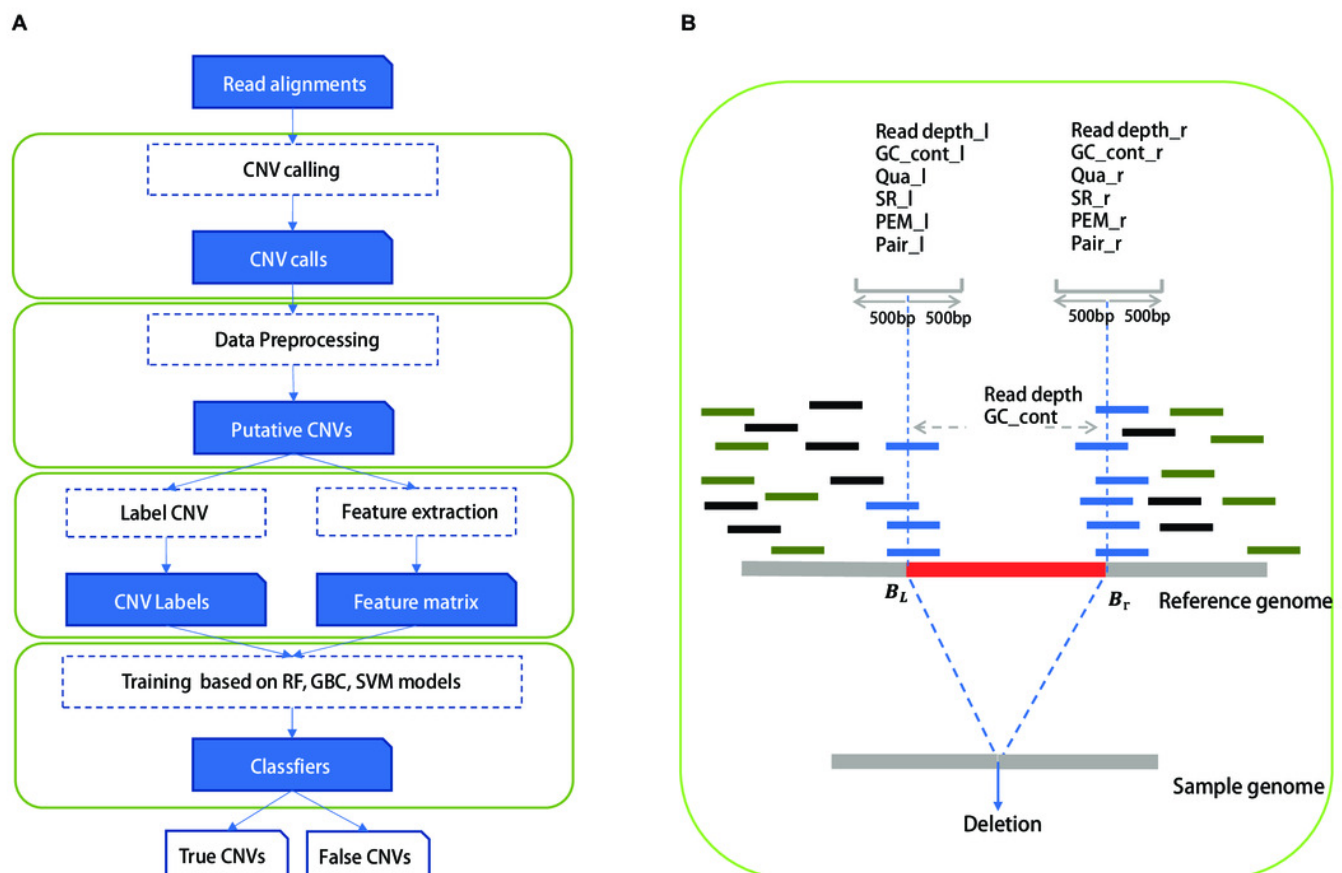 A
Read alignments
CNV calling
CNV calls
Data Preprocessing
Putative CNVs
Label CNV
Feature extraction
CNV Labels
Feature matrix
Training based on RF, GBC, SVM models
Classfiers
True CNVs
False CNVs
B
Read depth_l
GC_cont_l
Qua_l
SR_l
PEM_l
Pair_l
Read depth_r
GC_cont_r
Qua_r
SR_r
PEM_r
Pair_r
500bp 500bp
500bp 500bp
Read depth
GC_cont
B_L
B_r
Reference genome
Sample genome
Deletion